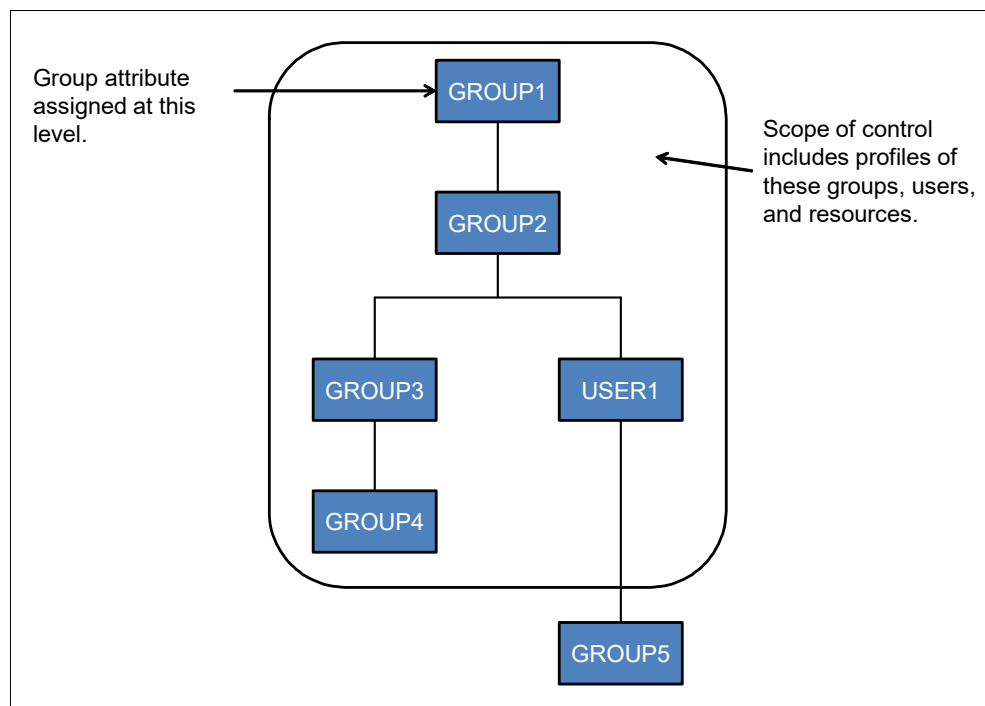 Group attribute
assigned at this
level.
GROUP1
Scope of control
includes profiles of
these groups, users,
and resources.
GROUP2
GROUP3
USER1
GROUP4
GROUP5